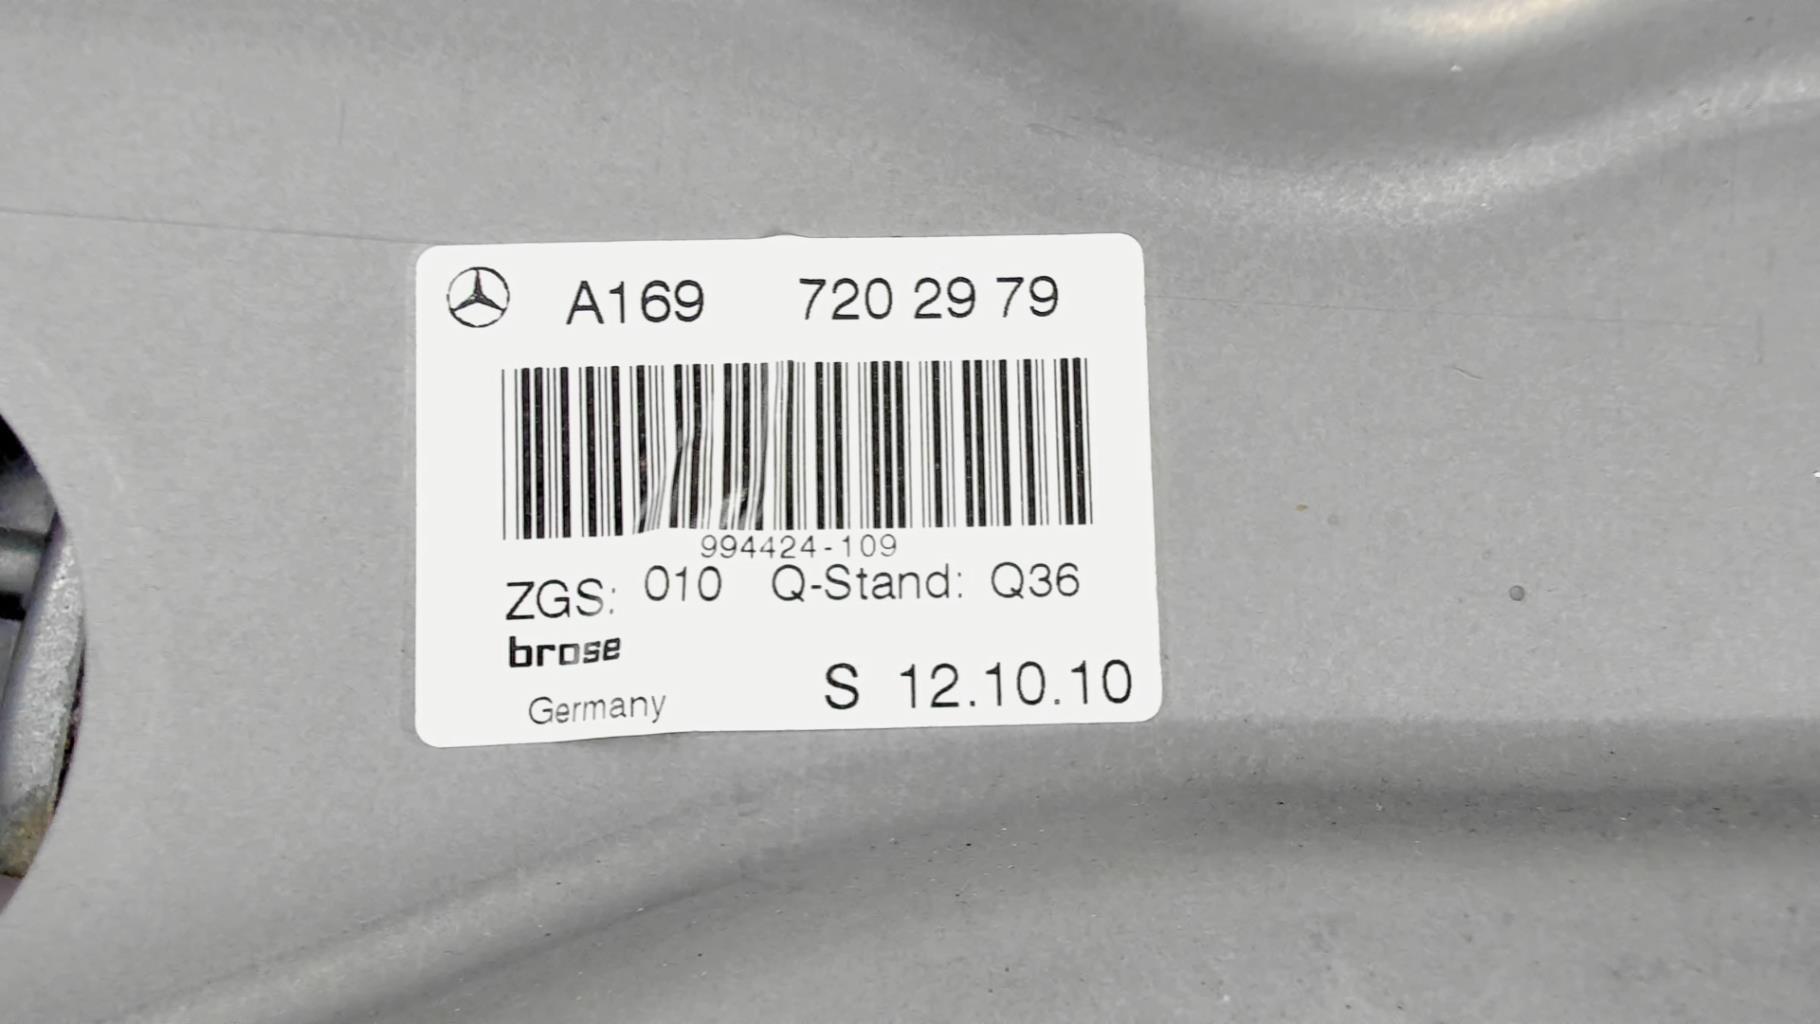 A169 720 29 79
994424-109
ZGS: 010 Q-Stand: Q36
brose
Germany S 12.10.10